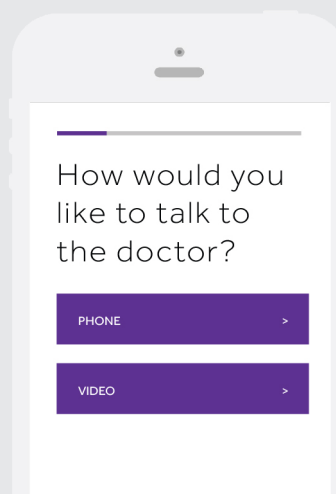 How would you
like to talk to
the doctor?
PHONE >
VIDEO >